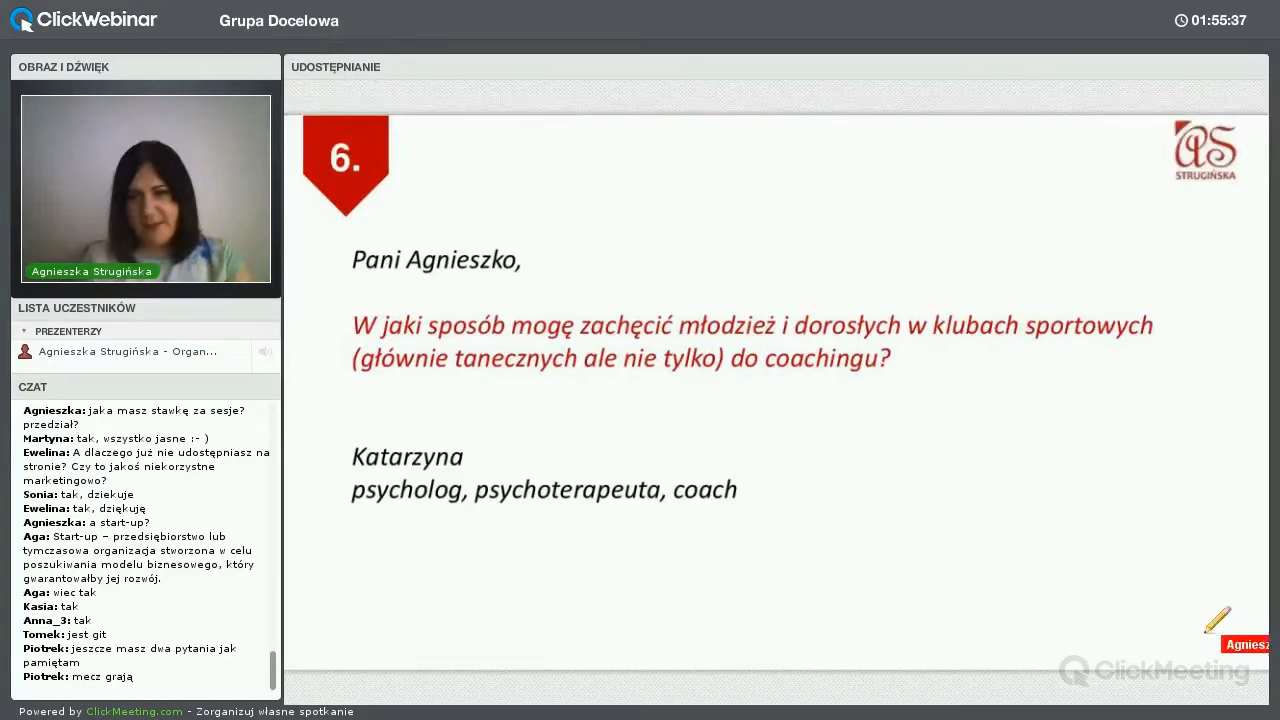 ClickWebinar
Grupa Docelowa
01:55:37
OBRAZ I DŹWIĘK
Agnieszka Strugińska
LISTA UCZESTNIKÓW
PREZENTERZY
Agnieszka Strugińska - Organ...
CZAT
Agnieszka: jaka masz stawkę za sesje?
przedział?
Martyna: tak, wszystko jasne :- )
Ewelina: A dlaczego już nie udostępniasz na
stronie? Czy to jakoś niekorzystne
marketingowo?
Sonia: tak, dziekuje
Ewelina: tak, dziękuję
Agnieszka: a start-up?
Aga: Start-up – przedsiębiorstwo lub
tymczasowa organizacja stworzona w celu
poszukiwania modelu biznesowego, który
gwarantowałby jej rozwój.
Aga: wiec tak
Kasia: tak
Anna_3: tak
Tomek: jest git
Piotrek: jeszcze masz dwa pytania jak
pamiętam
Piotrek: mecz grają
UDOSTĘPNIANIE
6.
AS
STRUGIŃSKA
Pani Agnieszko,
W jaki sposób mogę zachęcić młodzież i dorosłych w klubach sportowych
(głównie tanecznych ale nie tylko) do coachingu?
Katarzyna
psycholog, psychoterapeuta, coach
Agniesz
ClickMeeting
Powered by ClickMeeting.com - Zorganizuj własne spotkanie